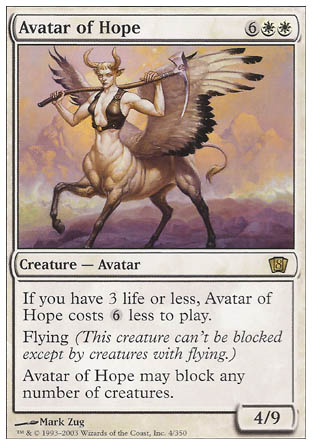 Avatar of Hope 6
Creature — Avatar 8
If you have 3 life or less, Avatar of
Hope costs 6 less to play.
Flying (This creature can't be blocked
except by creatures with flying.)
Avatar of Hope may block any
number of creatures.
Mark Zug
™ & © 1993–2003 Wizards of the Coast, Inc. 4/350
4/9